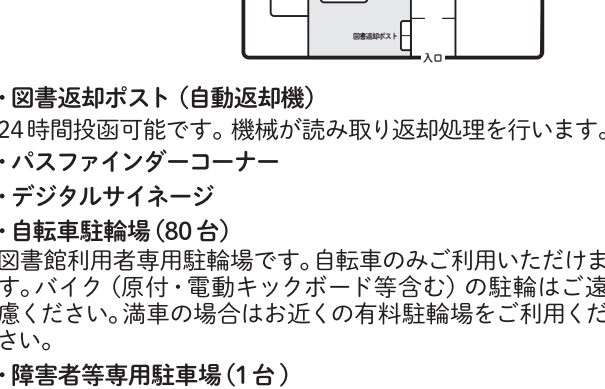 図書返却ポスト
入口
・図書返却ポスト（自動返却機）
24時間投函可能です。機械が読み取り返却処理を行います。
・パスファインダーコーナー
・デジタルサイネージ
・自転車駐輪場（80台）
図書館利用者専用駐輪場です。自転車のみご利用いただけま
す。バイク（原付・電動キックボード等含む）の駐輪はご遠
慮ください。満車の場合はお近くの有料駐輪場をご利用くだ
さい。
・障害者等専用駐車場（1台）